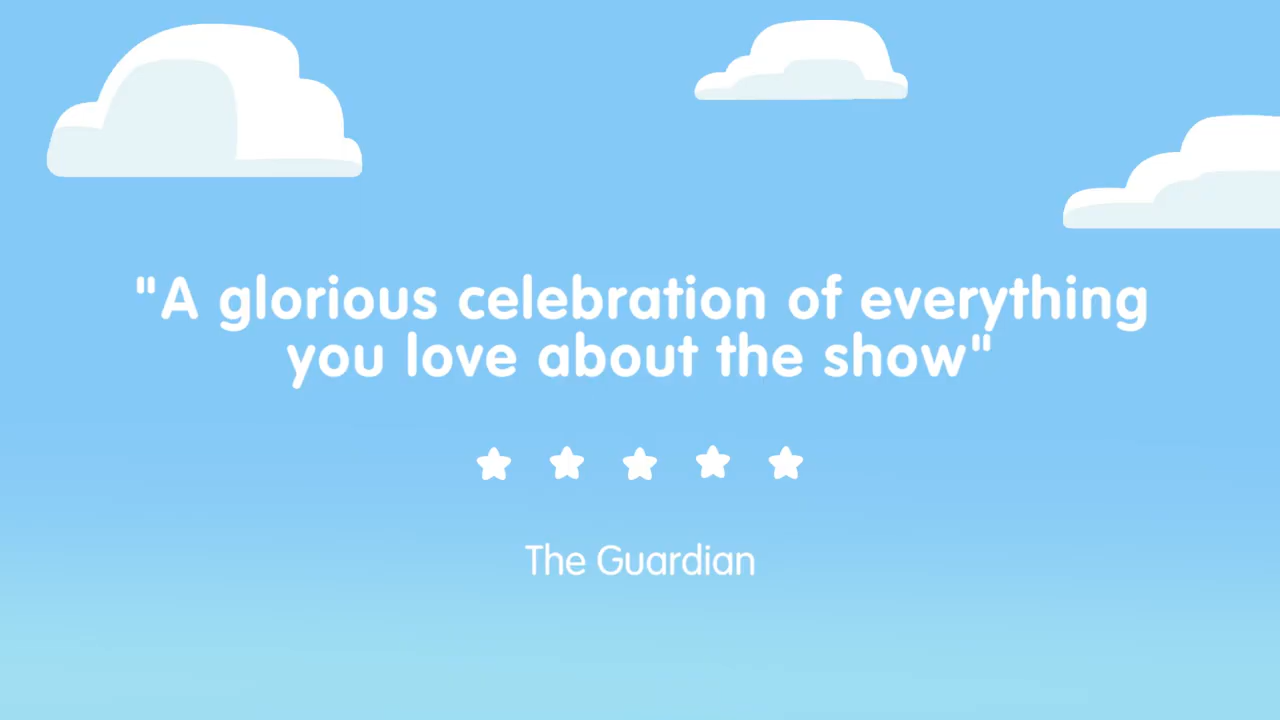 "A glorious celebration of everything
you love about the show"
The Guardian